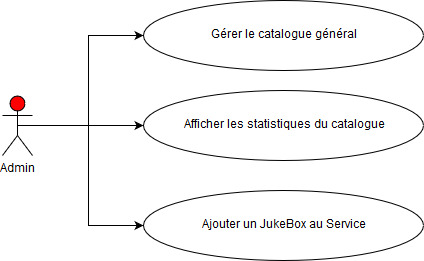 Gérer le catalogue général
Afficher les statistiques du catalogue
Admin
Ajouter un JukeBox au Service